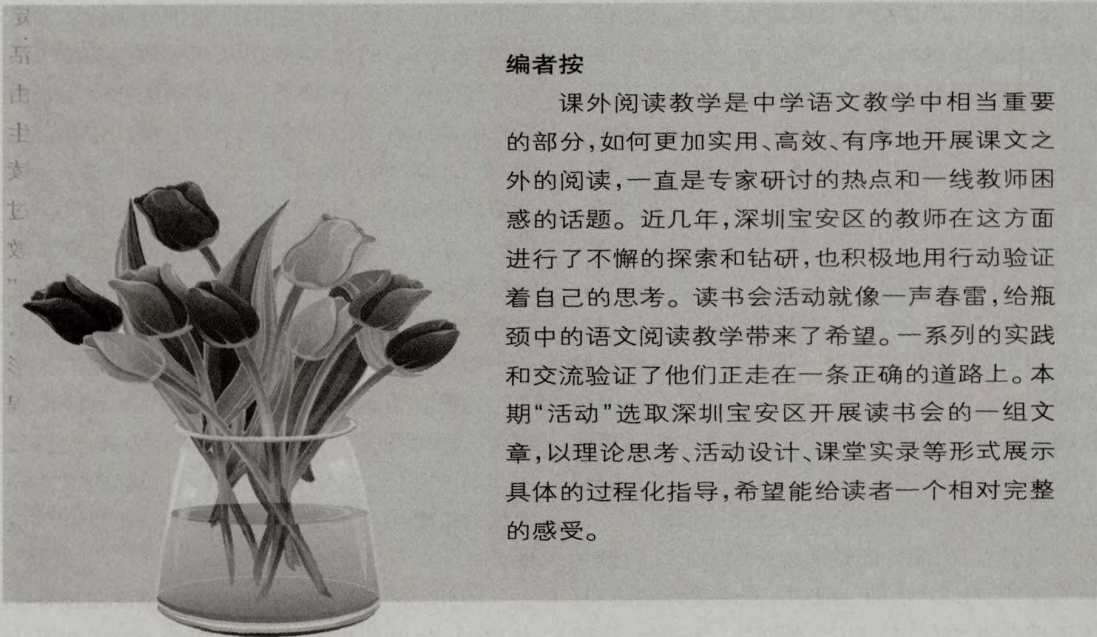 编者按
课外阅读教学是中学语文教学中相当重要
的部分，如何更加实用、高效、有序地开展课文之
外的阅读，一直是专家研讨的热点和一线教师困
惑的话题。近几年，深圳宝安区的教师在这方面
进行了不懈的探索和钻研，也积极地用行动验证
着自己的思考。读书会活动就像一声春雷，给瓶
颈中的语文阅读教学带来了希望。一系列的实践
和交流验证了他们正走在一条正确的道路上。本
期“活动”选取深圳宝安区开展读书会的一组文
章，以理论思考、活动设计、课堂实录等形式展示
具体的过程化指导，希望能给读者一个相对完整
的感受。